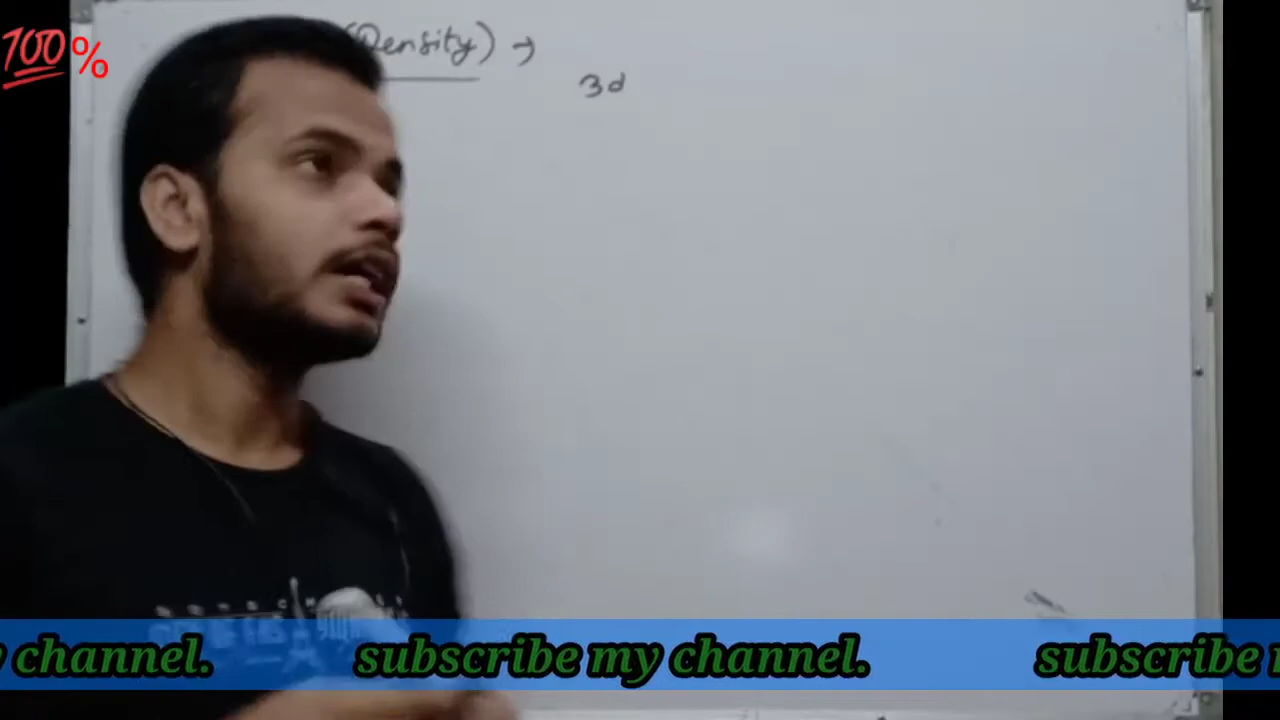 100%
(Density) →
3d
y channel. subscribe my channel. subscribe